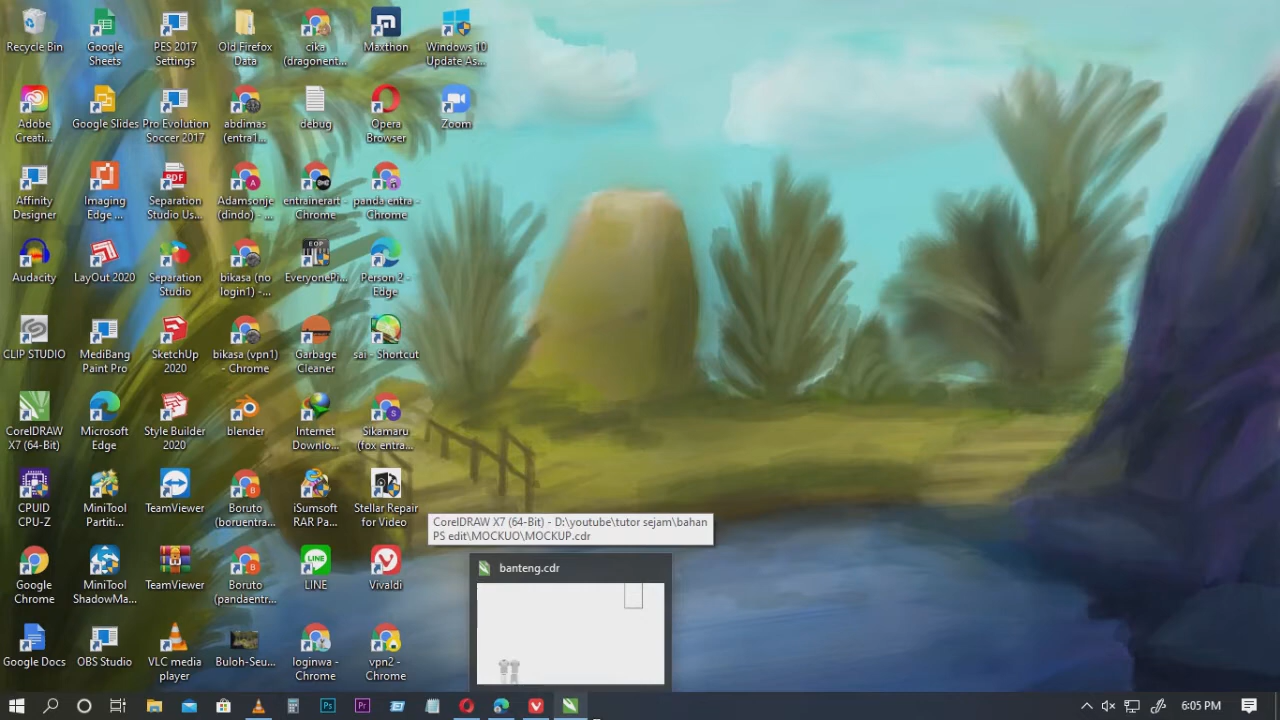 Recycle Bin
Google
Sheets
PES 2017
Settings
Old Firefox
Data
cika
(dragonent...
Maxthon
Windows 10
Update As...
Adobe
Creati...
Google Slides
Pro Evolution
Soccer 2017
abdimas
(entra1...
debug
Opera
Browser
Zoom
Affinity
Designer
Imaging
Edge ...
PDF
Separation
Studio Us...
Adamsonje
(dindo) - ...
entrainerart -
Chrome
panda entra -
Chrome
Audacity
LayOut 2020
Separation
Studio
bikasa (no
login1) -...
EOP
EveryonePi...
Person 2 -
Edge
CLIP STUDIO
MediBang
Paint Pro
SketchUp
2020
bikasa (vpn1)
- Chrome
Garbage
Cleaner
sai - Shortcut
CorelDRAW
X7 (64-Bit)
Microsoft
Edge
Style Builder
2020
blender
Internet
Downlo...
Sikamaru
(fox entra...
CPUID
CPU-Z
MiniTool
Partiti...
TeamViewer
Boruto
(boruentra...
iSumsoft
RAR Pa...
Stellar Repair
for Video
CorelDRAW X7 (64-Bit) - D:\youtube\tutor sejam\bahan
PS edit\MOCKUO\MOCKUP.cdr
Google
Chrome
MiniTool
ShadowMa...
TeamViewer
Boruto
(pandaentr...
LINE
LINE
Vivaldi
banteng.cdr
Google Docs
OBS Studio
VLC media
player
Buloh-Seu...
loginwa -
Chrome
vpn2 -
Chrome
Ps
Pr
6:05 PM